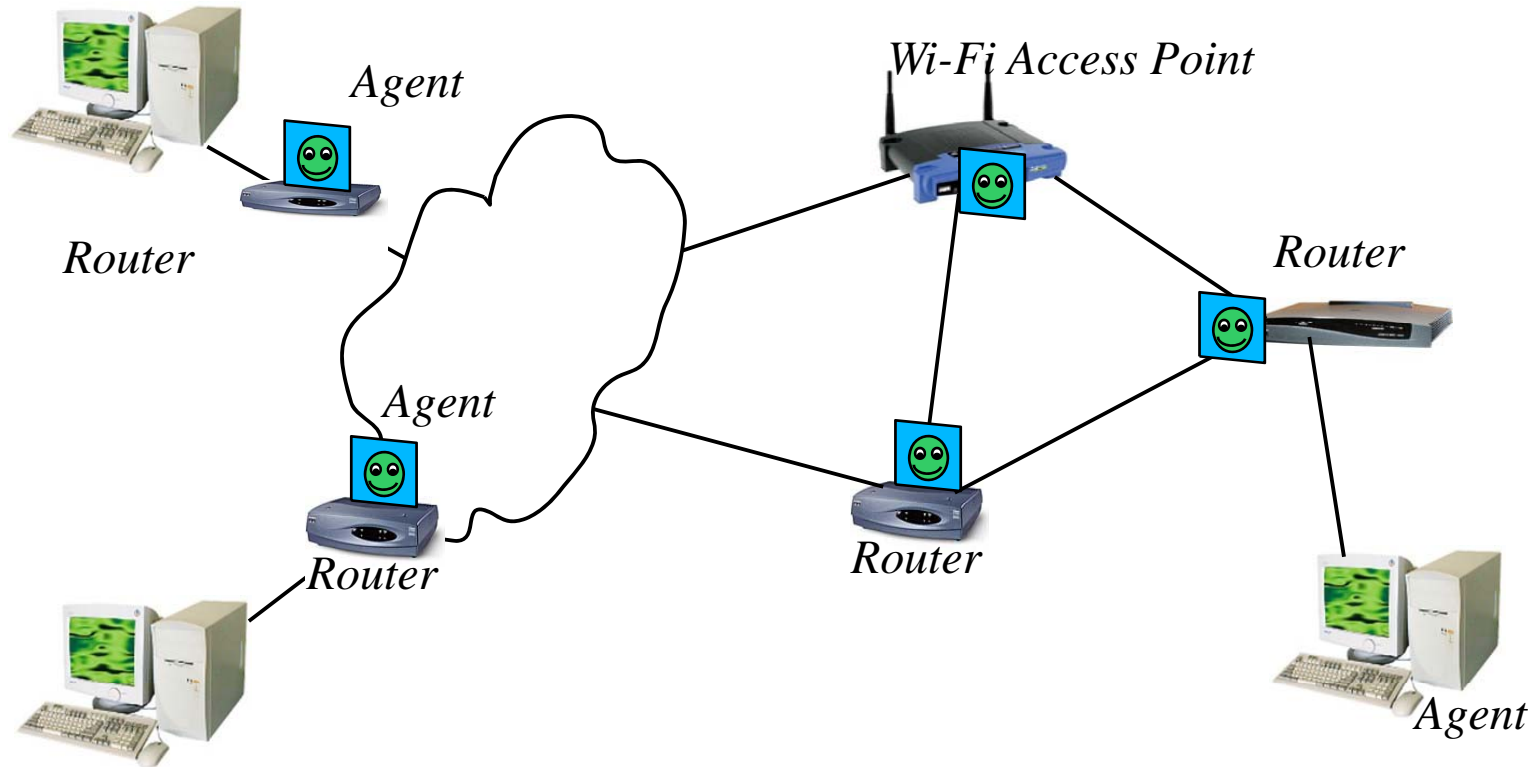 Wi-Fi Access Point
Agent
Router
Router
Agent
Router
Router
Agent